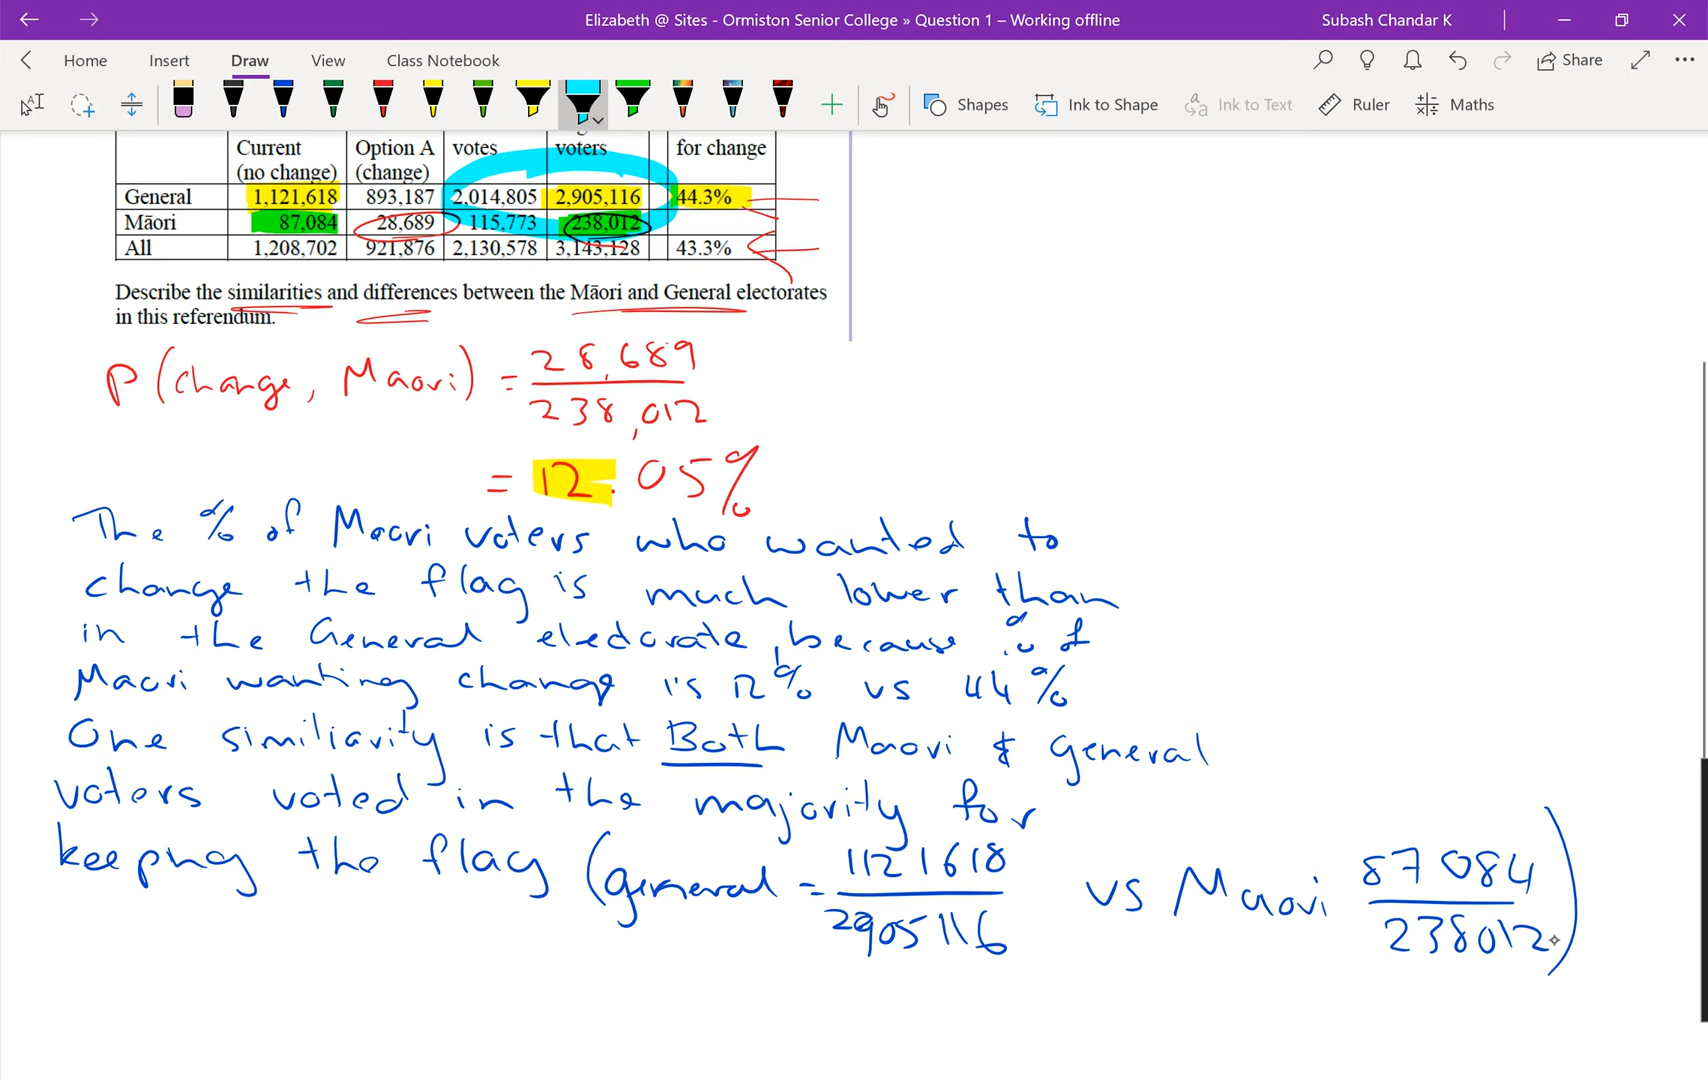 Elizabeth @ Sites - Ormiston Senior College » Question 1 – Working offline
Subash Chandar K
Home Insert Draw View Class Notebook Share
Shapes Ink to Shape Ink to Text Ruler Maths
Current Option A votes voters for change
(no change) (change)
General 1,121,618 893,187 2,014,805 2,905,116 44.3%
Māori 87,084 28,689 115,773 238,012
All 1,208,702 921,876 2,130,578 3,143,128 43.3%
Describe the similarities and differences between the Māori and General electorates
in this referendum.
P(change, Maori) = 28,689
238,012
= 12.05%
The % of Maori voters who wanted to
change the flag is much lower than
in the General electorate, because % of
Maori wanting change is 12% vs 44%
One similiarity is that Both Maori & general
voters voted in the majority for
keeping the flag (general = 1121618 vs Maori 87084)
2905116 238012